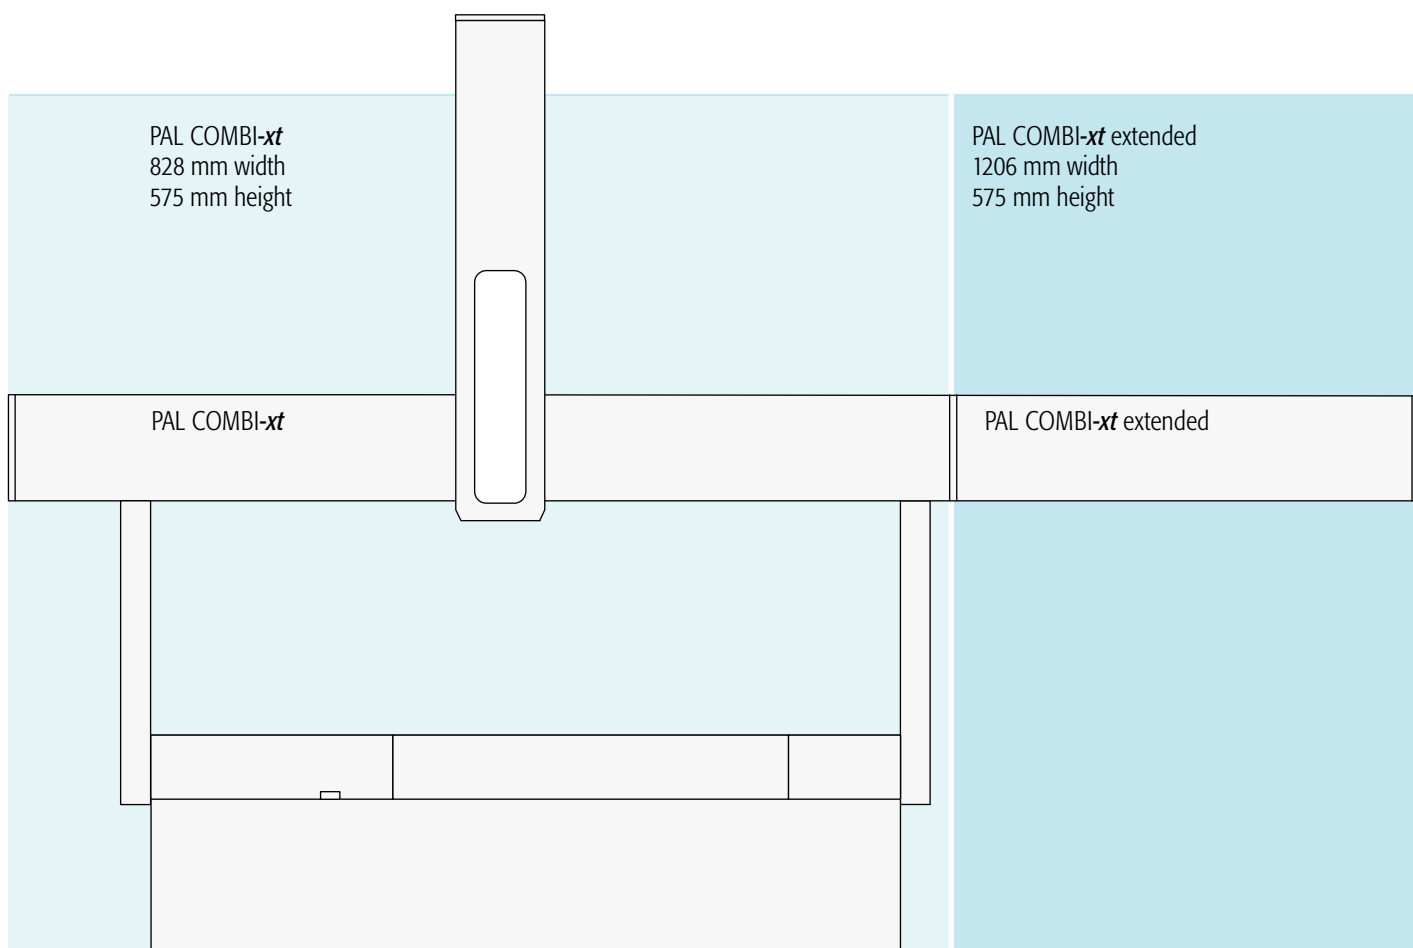 PAL COMBI-xt
828 mm width
575 mm height
PAL COMBI-xt extended
1206 mm width
575 mm height
PAL COMBI-xt
PAL COMBI-xt extended